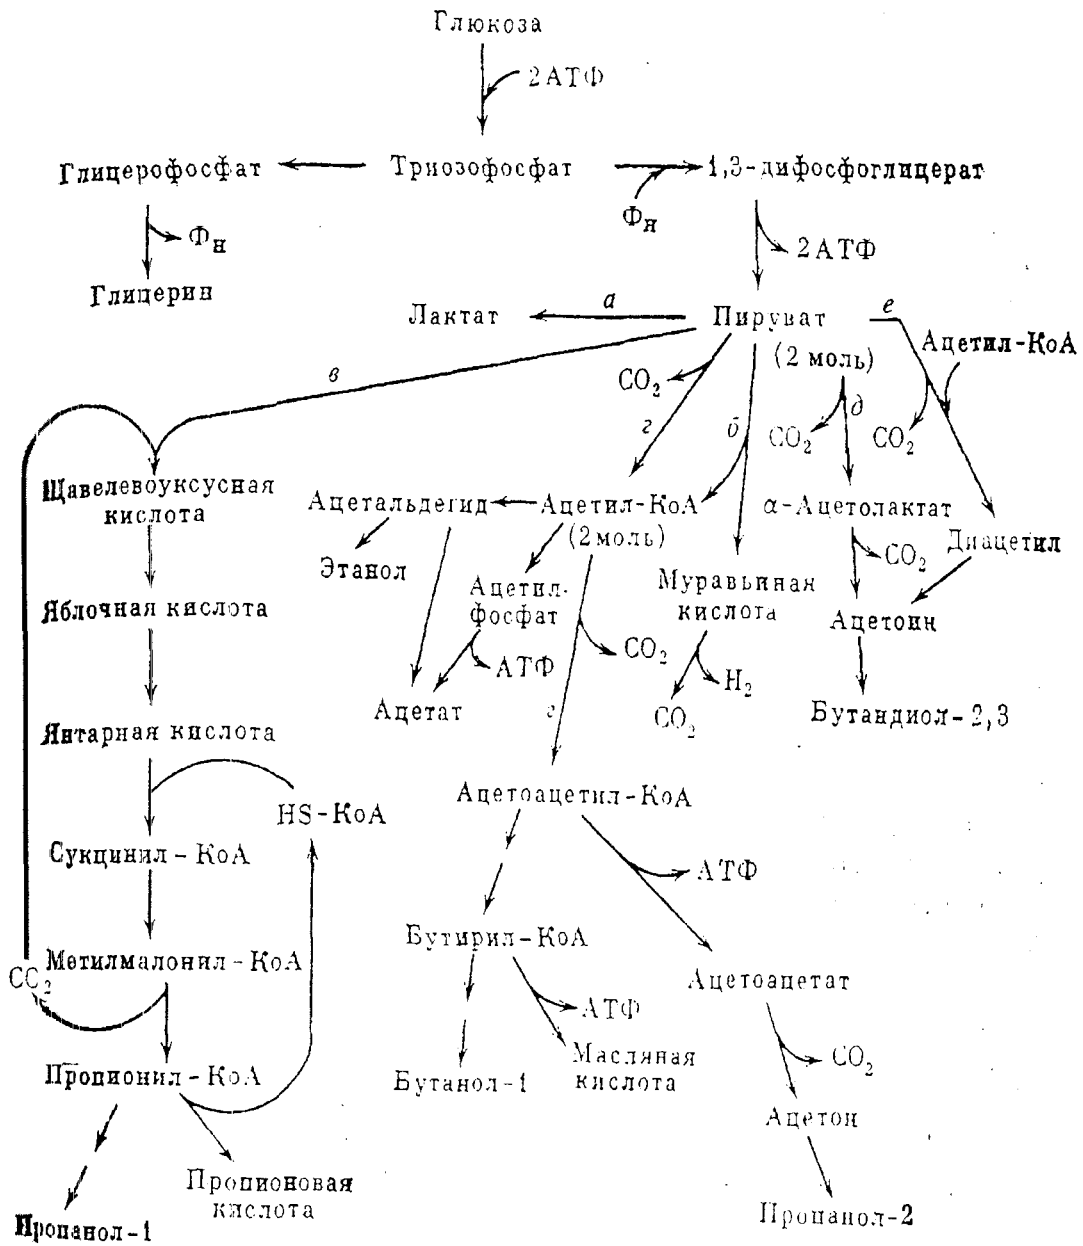 Глюкоза
2АТФ
Глицерофосфат
Триозофосфат
1,3-дифосфоглицерат
Фн
Фн
2АТФ
Глицерин
Лактат
а
Пируват
(2 моль)
е
Ацетил-КоА
в
CO2
г
б
д
CO2
CO2
Щавелевоуксусная
кислота
Ацетальдегид
Ацетил-КоА
(2 моль)
α-Ацетолактат
CO2
Диацетил
Этанол
Ацетил-
фосфат
Муравьиная
кислота
Яблочная кислота
Ацетоин
АТФ
CO2
H2
CO2
Ацетат
г
Бутандиол-2,3
Янтарная кислота
Ацетоацетил-КоА
HS-КоА
Сукцинил-КоА
АТФ
Бутирил-КоА
Метилмалонил-КоА
CO2
Ацетоацетат
АТФ
Масляная
кислота
CO2
Пропионил-КоА
Бутанол-1
Ацетон
Пропионовая
кислота
Пропанол-1
Пропанол-2